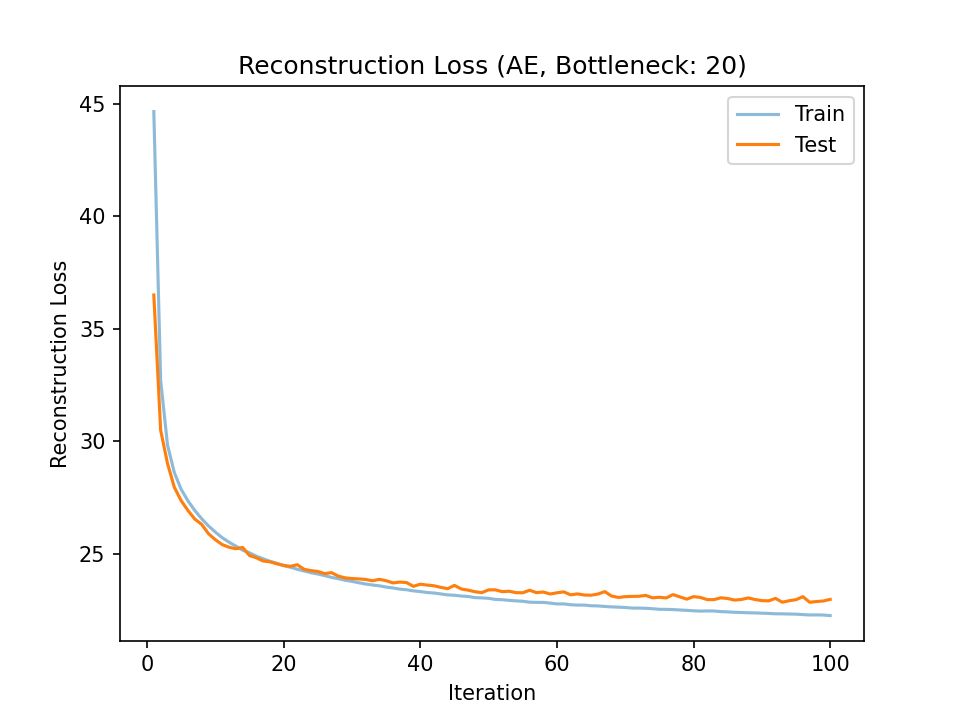 Reconstruction Loss (AE, Bottleneck: 20)
45
40
35
30
25
Reconstruction Loss
Train
Test
0
20
40
60
80
100
Iteration